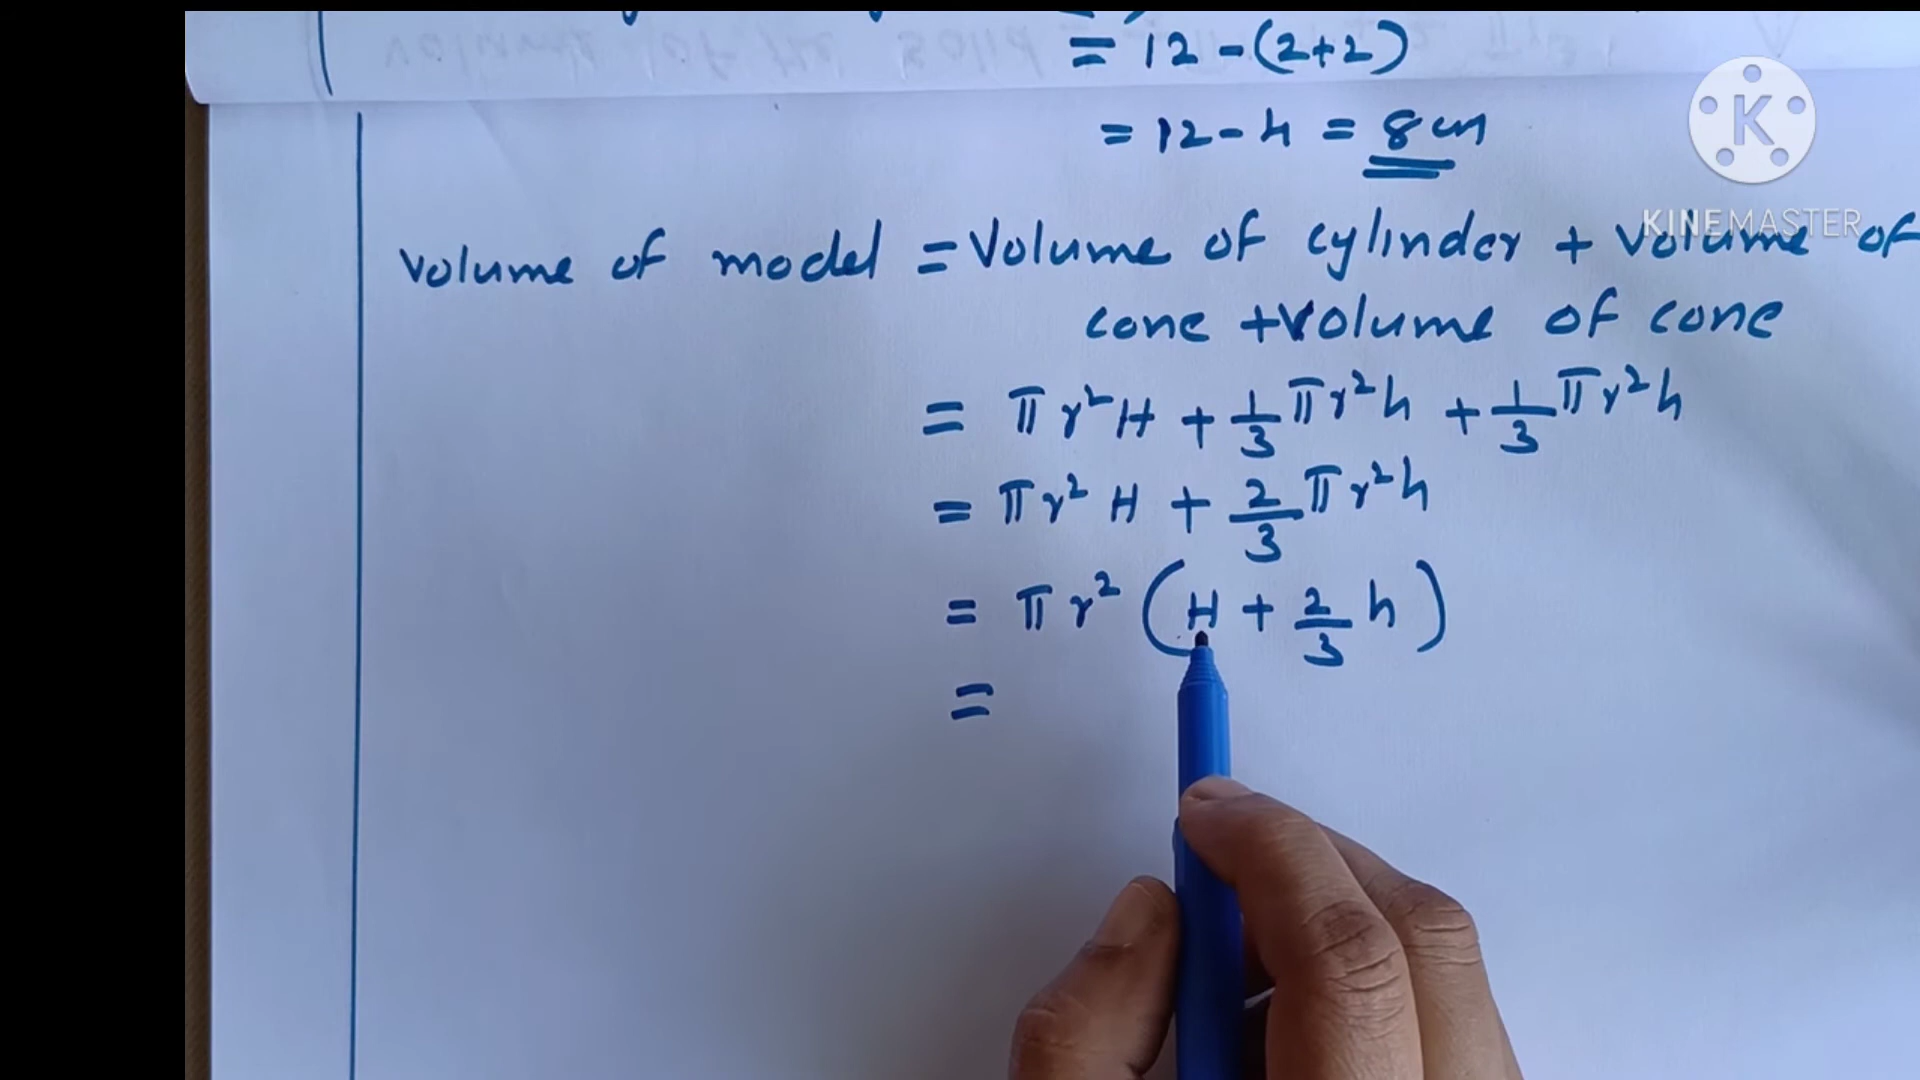 = 12 - (2+2)
= 12 - 4 = 8 cm
K
KINEMASTER
Volume of model = Volume of cylinder + Volume of
cone + Volume of cone
= πr²H + 1/3 πr²h + 1/3 πr²h
= πr²H + 2/3 πr²h
= πr² (H + 2/3 h)
=